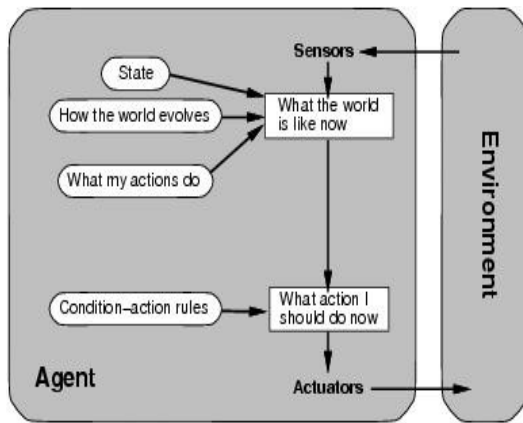 Sensors
State
What the world
is like now
How the world evolves
What my actions do
Environment
Condition–action rules
What action I
should do now
Agent
Actuators